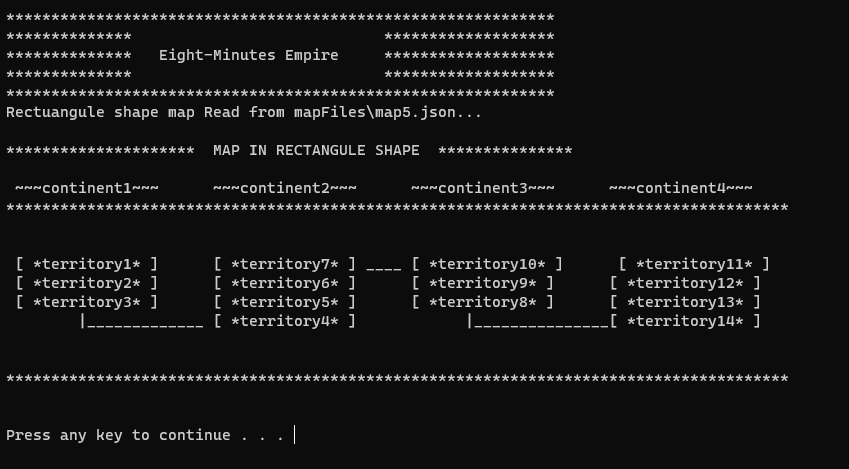 *************************************************************
**************                            *******************
**************   Eight-Minutes Empire     *******************
**************                            *******************
*************************************************************
Rectuangule shape map Read from mapFiles\map5.json...
*********************  MAP IN RECTANGULE SHAPE  ***************
 ~~~continent1~~~      ~~~continent2~~~      ~~~continent3~~~      ~~~continent4~~~
***************************************************************************************
 [ *territory1* ]      [ *territory7* ] ____ [ *territory10* ]      [ *territory11* ]
 [ *territory2* ]      [ *territory6* ]      [ *territory9* ]      [ *territory12* ]
 [ *territory3* ]      [ *territory5* ]      [ *territory8* ]      [ *territory13* ]
        |_____________ [ *territory4* ]            |_______________[ *territory14* ]
***************************************************************************************
Press any key to continue . . .